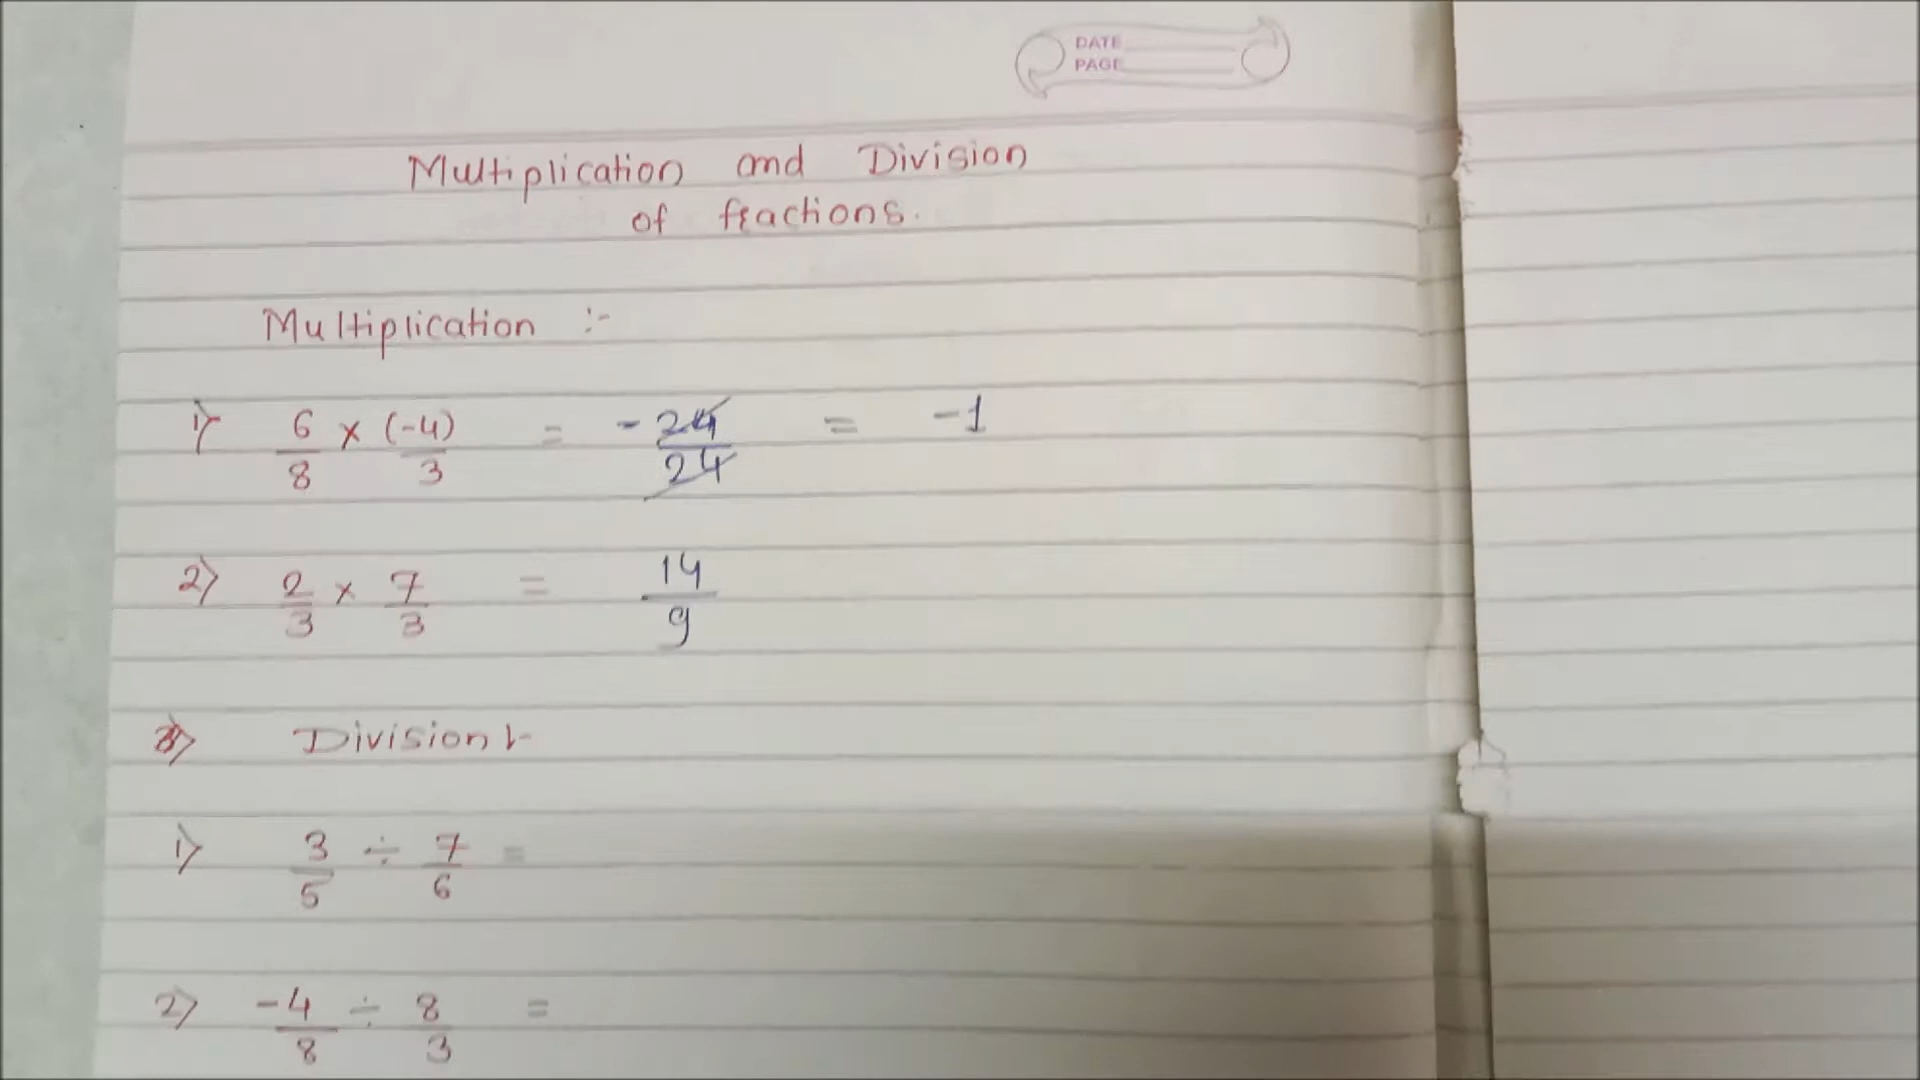 DATE
PAGE
Multiplication and Division
of fractions.
Multiplication :-
1) 6/8 × (-4)/3 = -24/24 = -1
2) 2/3 × 7/3 = 14/9
3) Division :-
1) 3/5 ÷ 7/6 =
2) -4/8 ÷ 8/3 =